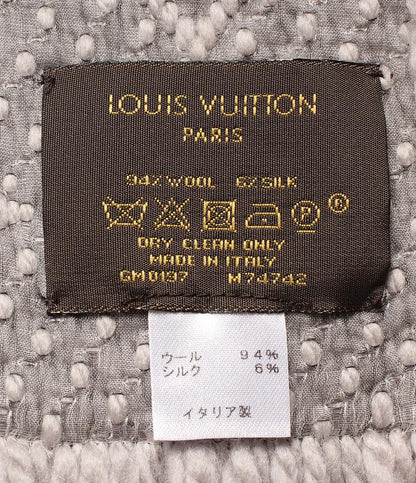 LOUIS VUITTON
PARIS
94% WOOL 6% SILK
P ®
DRY CLEAN ONLY
MADE IN ITALY
GM0197 M74742
ウール 94%
シルク 6%
イタリア製